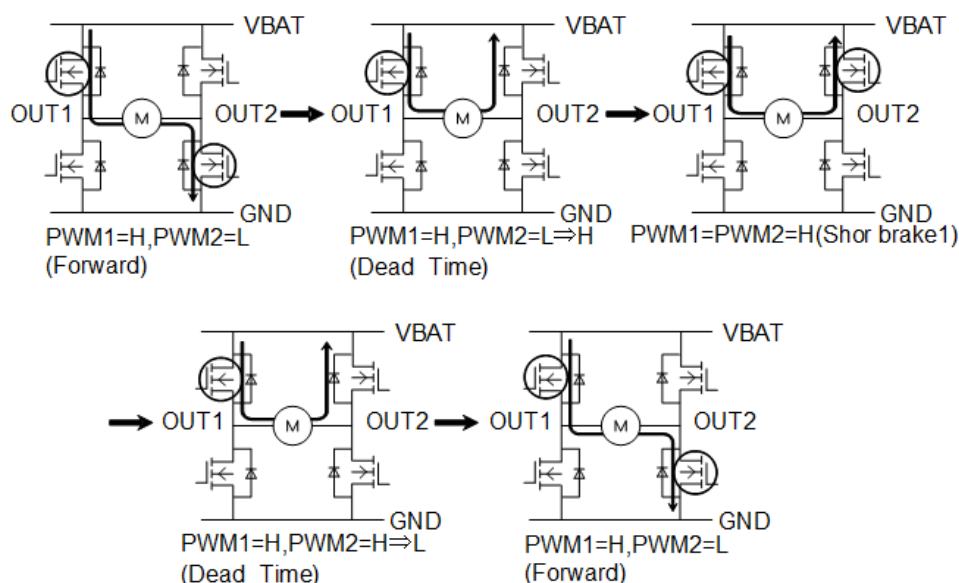 VBAT VBAT VBAT
OUT1 M OUT2 OUT1 M OUT2 OUT1 M OUT2
GND GND GND
PWM1=H,PWM2=L PWM1=H,PWM2=L⇒H PWM1=PWM2=H(Shor brake1)
(Forward) (Dead Time)
VBAT VBAT
OUT1 M OUT2 OUT1 M OUT2
GND GND
PWM1=H,PWM2=H⇒L PWM1=H,PWM2=L
(Dead Time) (Forward)